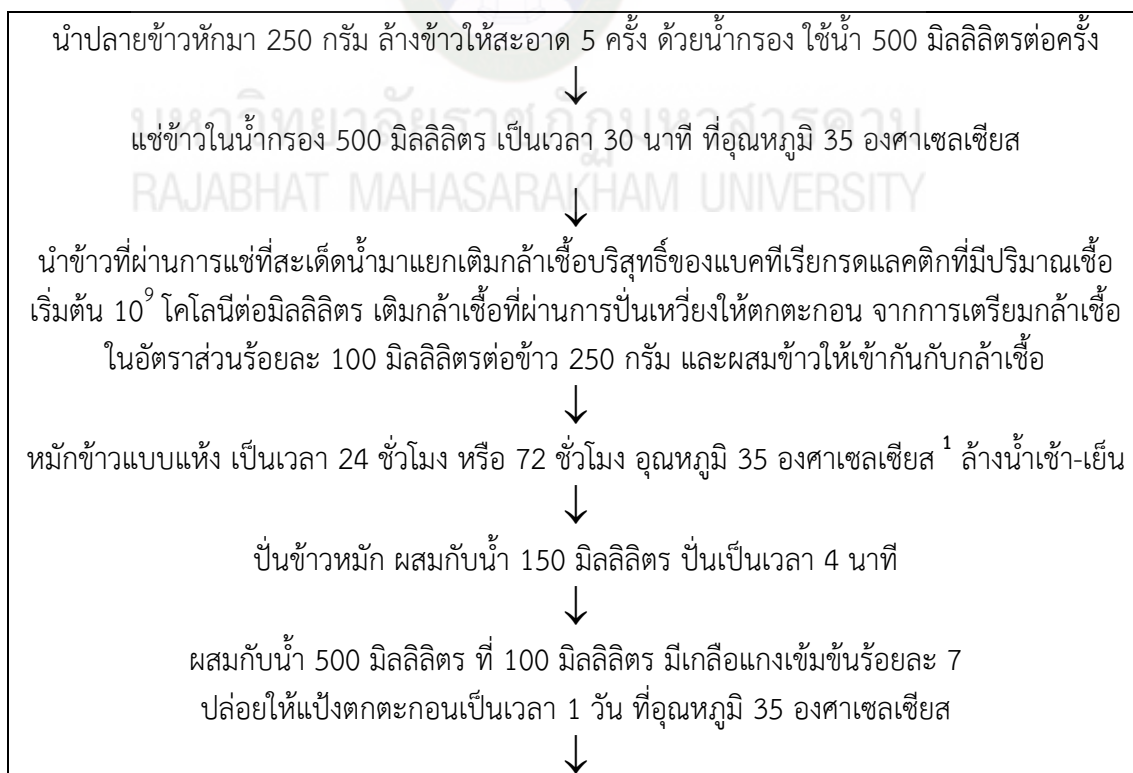 นำปลายข้าวหักมา 250 กรัม ล้างข้าวให้สะอาด 5 ครั้ง ด้วยน้ำกรอง ใช้น้ำ 500 มิลลิลิตรต่อครั้ง
↓
มหาวิทยาลัยราชภัฏมหาสารคาม
แช่ข้าวในน้ำกรอง 500 มิลลิลิตร เป็นเวลา 30 นาที ที่อุณหภูมิ 35 องศาเซลเซียส
RAJABHAT MAHASARAKHAM UNIVERSITY
↓
นำข้าวที่ผ่านการแช่ที่สะเด็ดน้ำมาแยกเติมกล้าเชื้อบริสุทธิ์ของแบคทีเรียกรดแลคติกที่มีปริมาณเชื้อ
เริ่มต้น 10⁹ โคโลนีต่อมิลลิลิตร เติมกล้าเชื้อที่ผ่านการปั่นเหวี่ยงให้ตกตะกอน จากการเตรียมกล้าเชื้อ
ในอัตราส่วนร้อยละ 100 มิลลิลิตรต่อข้าว 250 กรัม และผสมข้าวให้เข้ากันกับกล้าเชื้อ
↓
หมักข้าวแบบแห้ง เป็นเวลา 24 ชั่วโมง หรือ 72 ชั่วโมง อุณหภูมิ 35 องศาเซลเซียส ¹ ล้างน้ำเช้า-เย็น
↓
ปั่นข้าวหมัก ผสมกับน้ำ 150 มิลลิลิตร ปั่นเป็นเวลา 4 นาที
↓
ผสมกับน้ำ 500 มิลลิลิตร ที่ 100 มิลลิลิตร มีเกลือแกงเข้มข้นร้อยละ 7
ปล่อยให้แป้งตกตะกอนเป็นเวลา 1 วัน ที่อุณหภูมิ 35 องศาเซลเซียส
↓